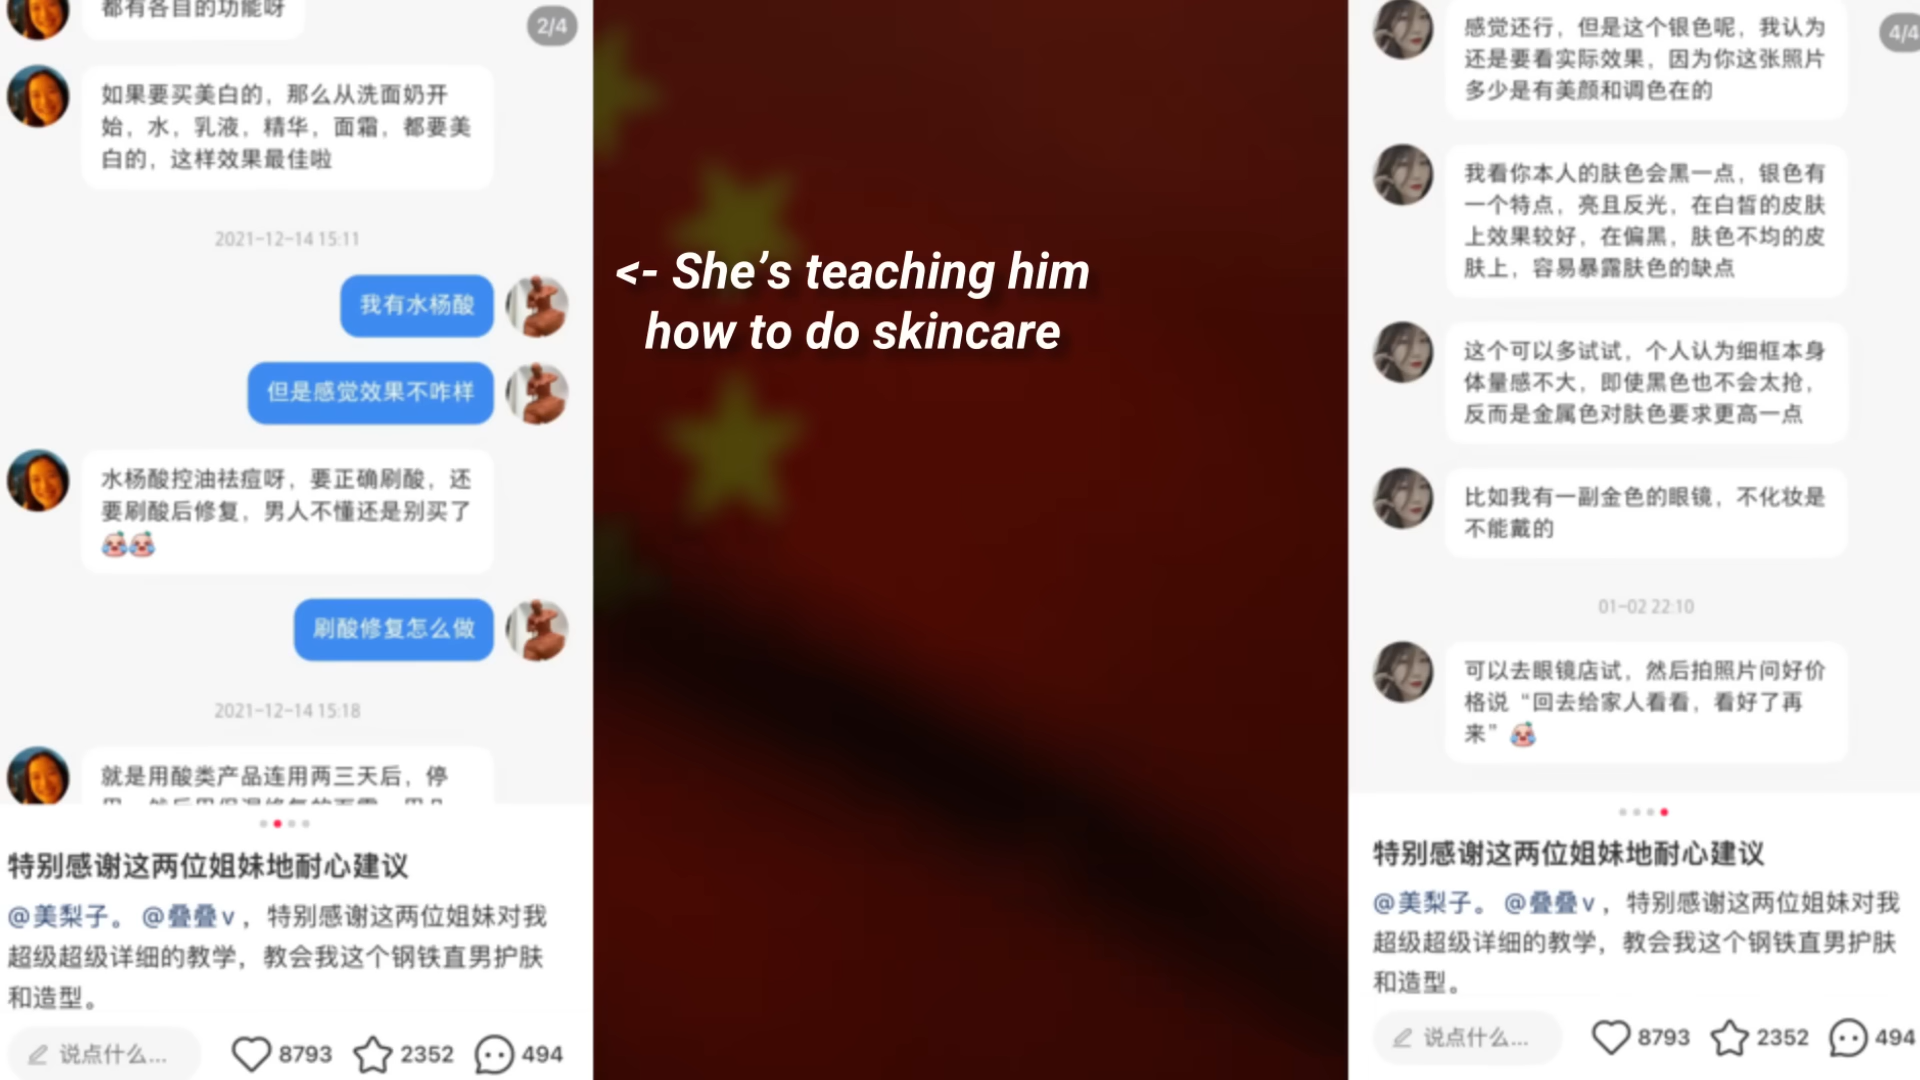 都有各自的功能呀
2/4
如果要买美白的，那么从洗面奶开
始，水，乳液，精华，面霜，都要美
白的，这样效果最佳啦
2021-12-14 15:11
我有水杨酸
但是感觉效果不咋样
水杨酸控油祛痘呀，要正确刷酸，还
要刷酸后修复，男人不懂还是别买了
刷酸修复怎么做
2021-12-14 15:18
就是用酸类产品连用两三天后，停
特别感谢这两位姐妹地耐心建议
@美梨子。 @叠叠v，特别感谢这两位姐妹对我
超级超级详细的教学，教会我这个钢铁直男护肤
和造型。
说点什么...
8793
2352
494
<- She’s teaching him
how to do skincare
感觉还行，但是这个银色呢，我认为
还是要看实际效果，因为你这张照片
多少是有美颜和调色在的
4/4
我看你本人的肤色会黑一点，银色有
一个特点，亮且反光，在白皙的皮肤
上效果较好，在偏黑，肤色不均的皮
肤上，容易暴露肤色的缺点
这个可以多试试，个人认为细框本身
体量感不大，即使黑色也不会太抢，
反而是金属色对肤色要求更高一点
比如我有一副金色的眼镜，不化妆是
不能戴的
01-02 22:10
可以去眼镜店试，然后拍照片问好价
格说“回去给家人看看，看好了再
来”
特别感谢这两位姐妹地耐心建议
@美梨子。 @叠叠v，特别感谢这两位姐妹对我
超级超级详细的教学，教会我这个钢铁直男护肤
和造型。
说点什么...
8793
2352
494